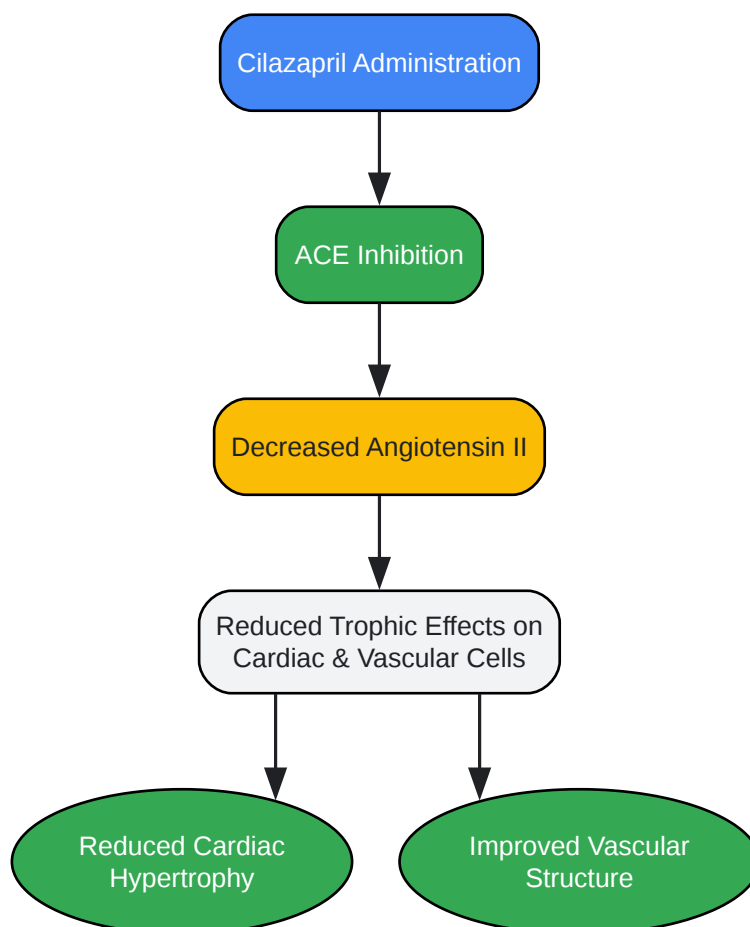 Cilazapril Administration
ACE Inhibition
Decreased Angiotensin II
Reduced Trophic Effects on
Cardiac & Vascular Cells
Reduced Cardiac
Hypertrophy
Improved Vascular
Structure